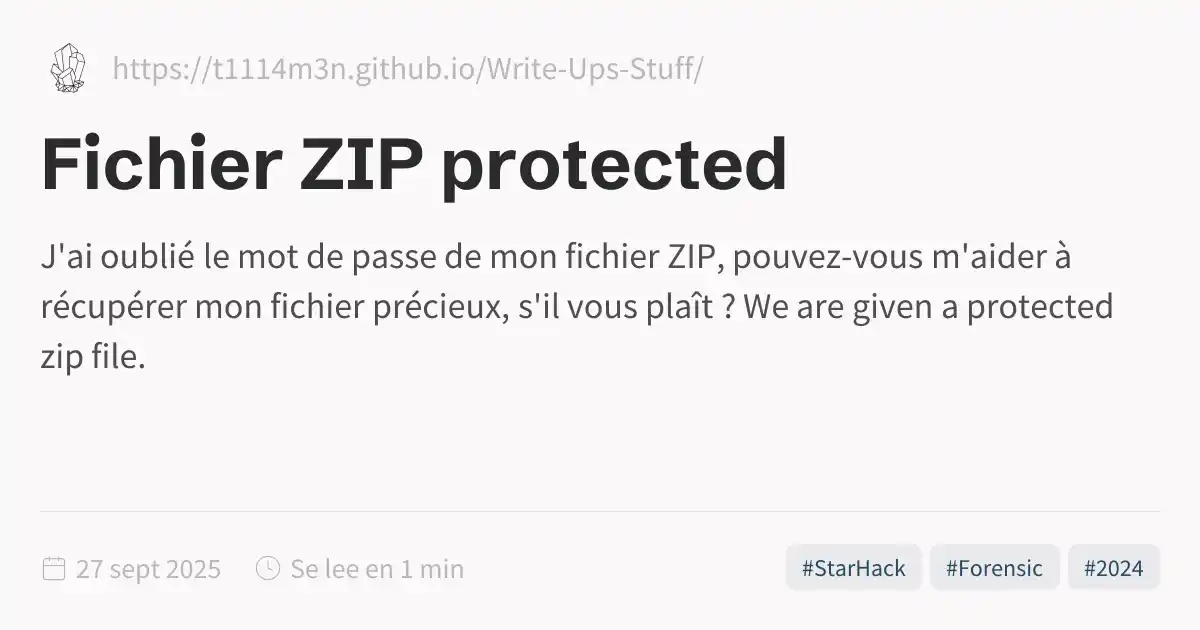 https://t1114m3n.github.io/Write-Ups-Stuff/
Fichier ZIP protected
J'ai oublié le mot de passe de mon fichier ZIP, pouvez-vous m'aider à
récupérer mon fichier précieux, s'il vous plaît ? We are given a protected
zip file.
27 sept 2025
Se lee en 1 min
#StarHack
#Forensic
#2024